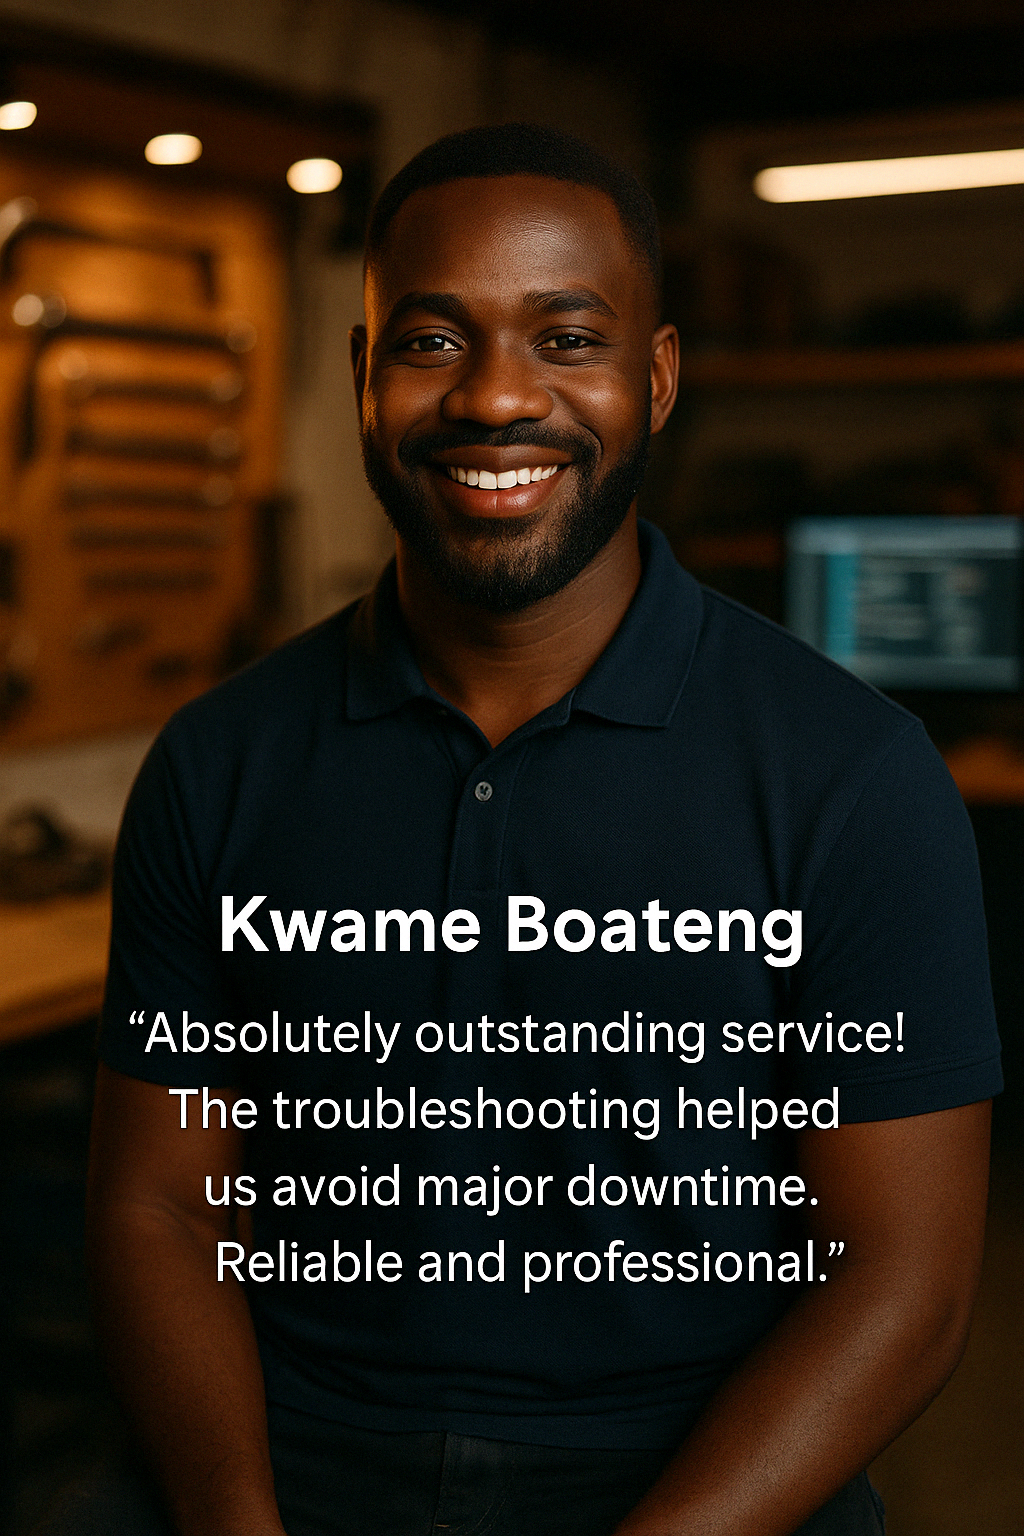 Kwame Boateng
“Absolutely outstanding service!
The troubleshooting helped
us avoid major downtime.
Reliable and professional.”